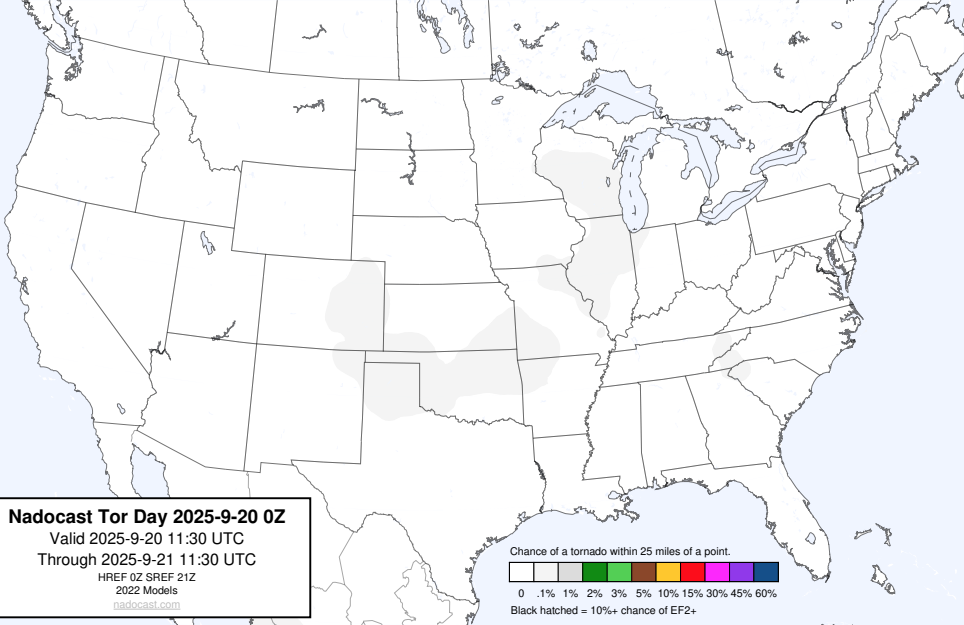 Nadocast Tor Day 2025-9-20 0Z
Valid 2025-9-20 11:30 UTC
Through 2025-9-21 11:30 UTC
HREF 0Z SREF 21Z
2022 Models
nadocast.com
Chance of a tornado within 25 miles of a point.
0 .1% 1% 2% 3% 5% 10% 15% 30% 45% 60%
Black hatched = 10%+ chance of EF2+